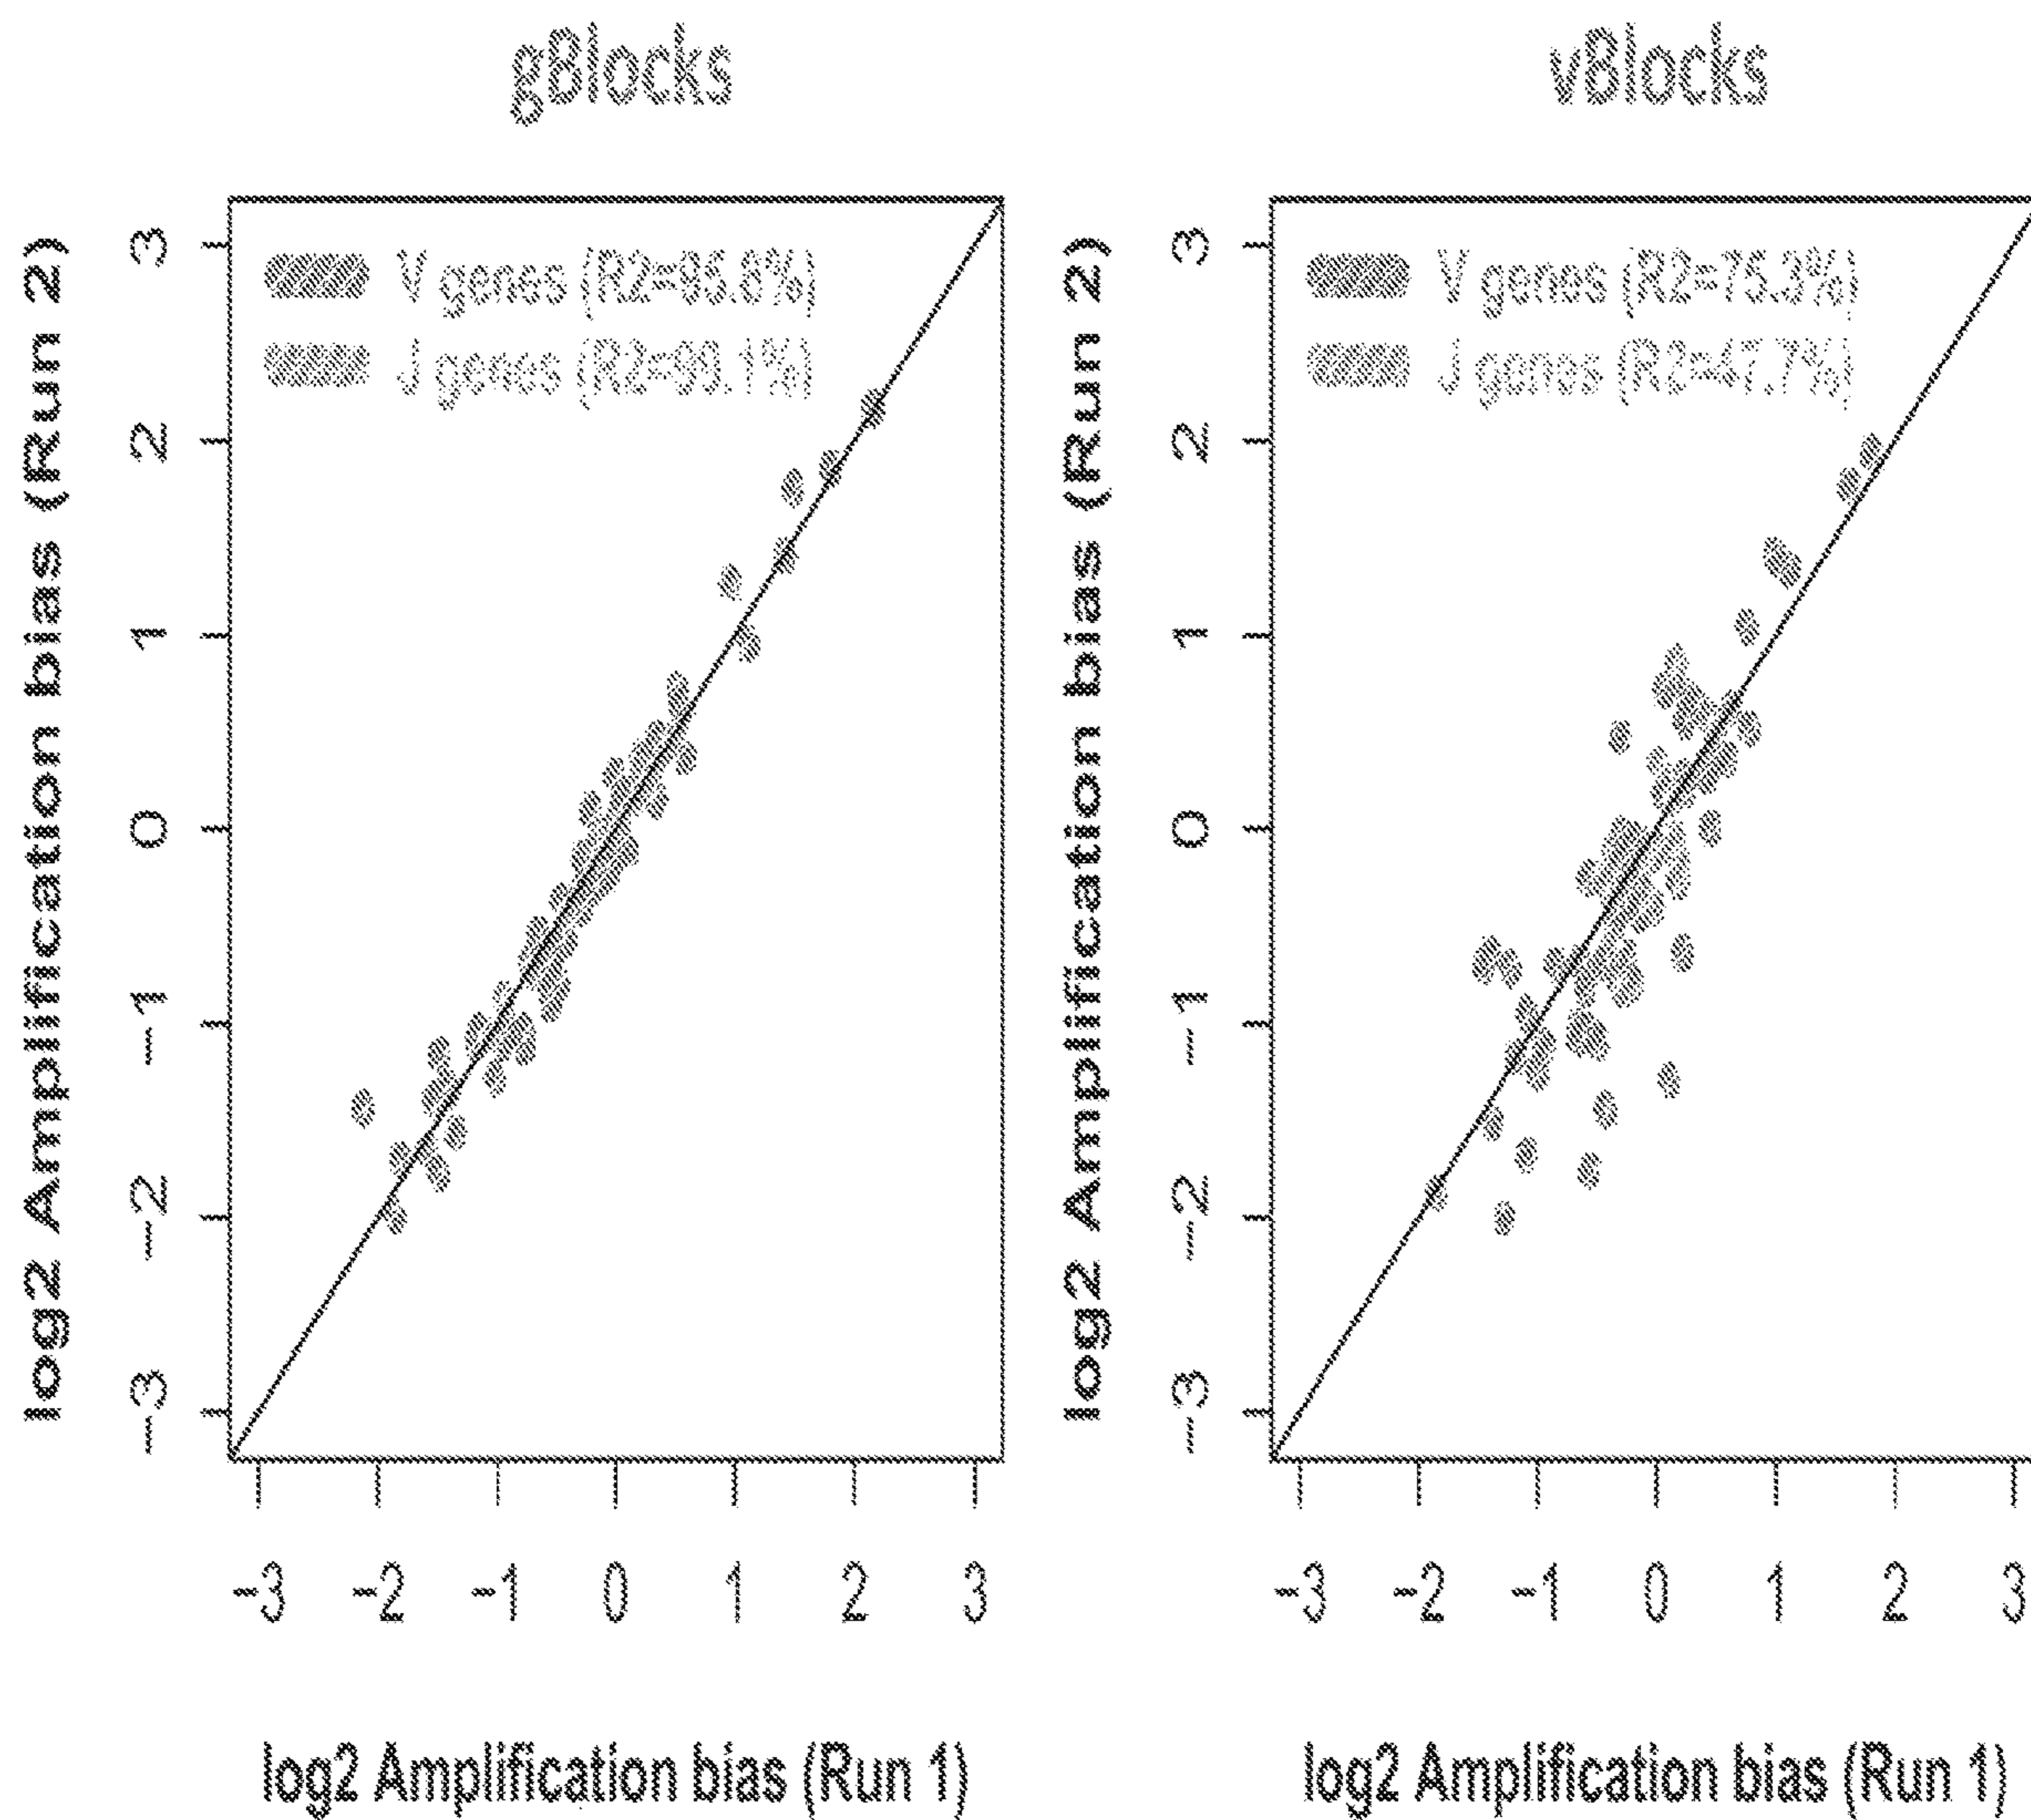 gBlocks
log2 Amplification bias (Run 2)
3
2
1
0
-1
-2
-3
V genes (R2=95.8%)
J genes (R2=99.1%)
-3 -2 -1 0 1 2 3
log2 Amplification bias (Run 1)
vBlocks
log2 Amplification bias (Run 2)
3
2
1
0
-1
-2
-3
V genes (R2=75.3%)
J genes (R2=47.7%)
-3 -2 -1 0 1 2 3
log2 Amplification bias (Run 1)